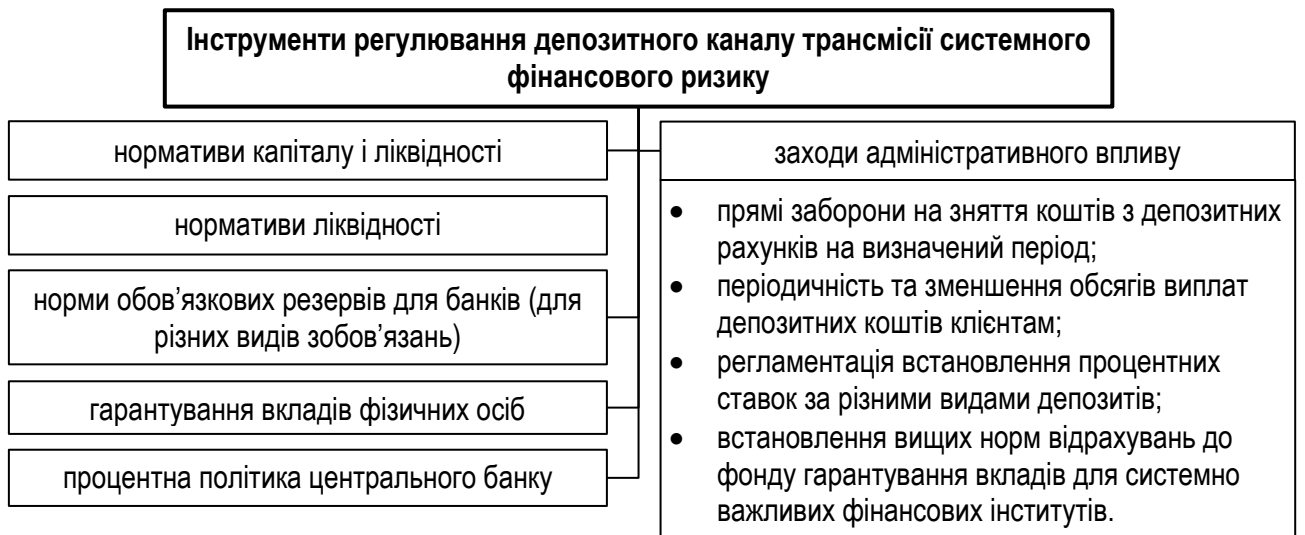 Інструменти регулювання депозитного каналу трансмісії системного
фінансового ризику
нормативи капіталу і ліквідності
нормативи ліквідності
норми обов’язкових резервів для банків (для
різних видів зобов’язань)
гарантування вкладів фізичних осіб
процентна політика центрального банку
заходи адміністративного впливу
• прямі заборони на зняття коштів з депозитних
рахунків на визначений період;
• періодичність та зменшення обсягів виплат
депозитних коштів клієнтам;
• регламентація встановлення процентних
ставок за різними видами депозитів;
• встановлення вищих норм відрахувань до
фонду гарантування вкладів для системно
важливих фінансових інститутів.